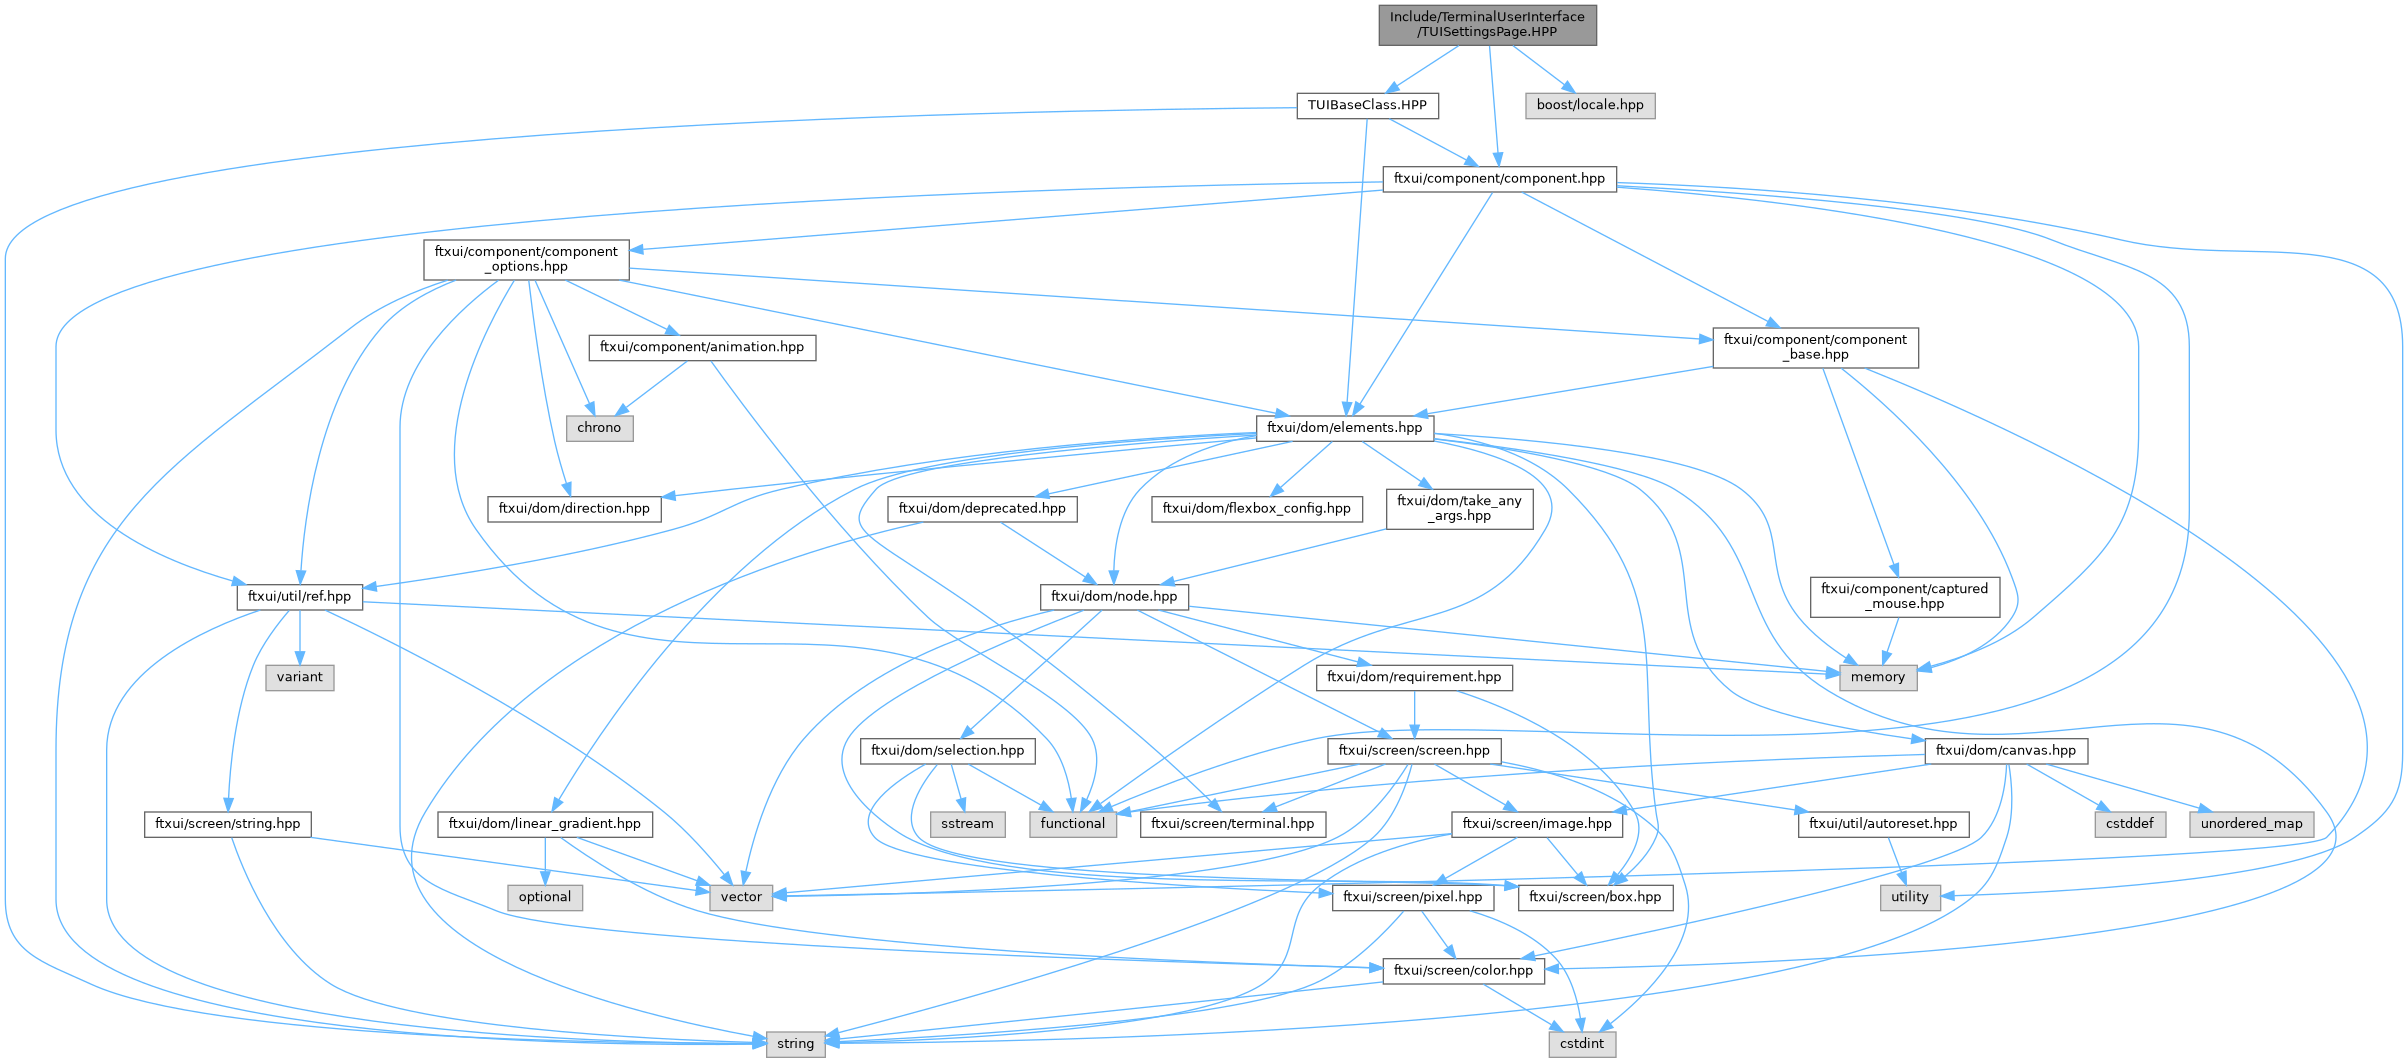 Include/TerminalUserInterface
/TUISettingsPage.HPP
TUIBaseClass.HPP
boost/locale.hpp
ftxui/component/component.hpp
ftxui/component/component
_options.hpp
ftxui/component/animation.hpp
ftxui/component/component
_base.hpp
chrono
ftxui/dom/elements.hpp
ftxui/dom/direction.hpp
ftxui/dom/deprecated.hpp
ftxui/dom/flexbox_config.hpp
ftxui/dom/take_any
_args.hpp
ftxui/util/ref.hpp
ftxui/dom/node.hpp
ftxui/component/captured
_mouse.hpp
variant
ftxui/dom/requirement.hpp
memory
ftxui/dom/selection.hpp
ftxui/screen/screen.hpp
ftxui/dom/canvas.hpp
ftxui/screen/string.hpp
ftxui/dom/linear_gradient.hpp
sstream
functional
ftxui/screen/terminal.hpp
ftxui/screen/image.hpp
ftxui/util/autoreset.hpp
cstddef
unordered_map
optional
vector
ftxui/screen/pixel.hpp
ftxui/screen/box.hpp
utility
ftxui/screen/color.hpp
string
cstdint